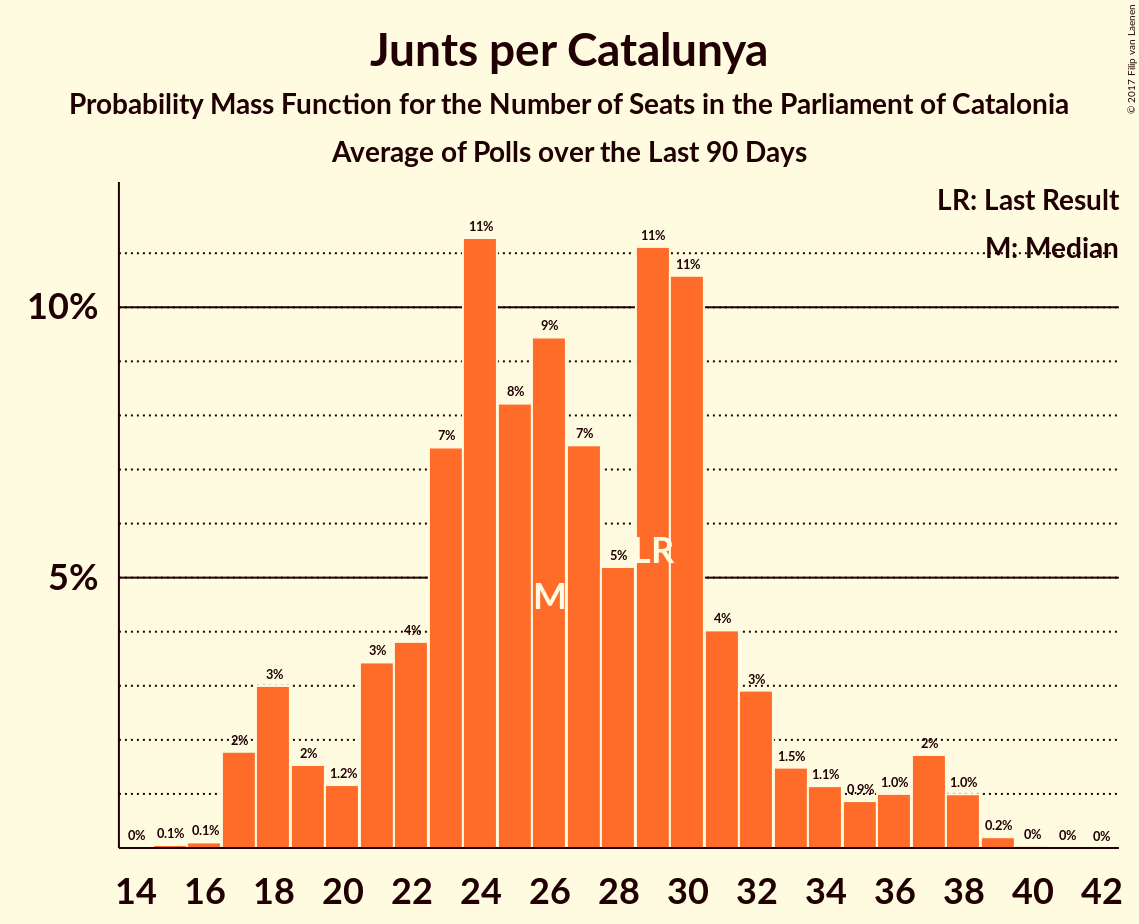 Junts per Catalunya
Probability Mass Function for the Number of Seats in the Parliament of Catalonia
Average of Polls over the Last 90 Days
© 2017 Filip van Laenen
LR: Last Result
M: Median
10%
5%
0% 0.1% 0.1% 2% 3% 2% 1.2% 3% 4% 7% 11% 8% 9% 7% 5% 11% 11% 4% 3% 1.5% 1.1% 0.9% 1.0% 2% 1.0% 0.2% 0% 0% 0%
LR
M
14 16 18 20 22 24 26 28 30 32 34 36 38 40 42